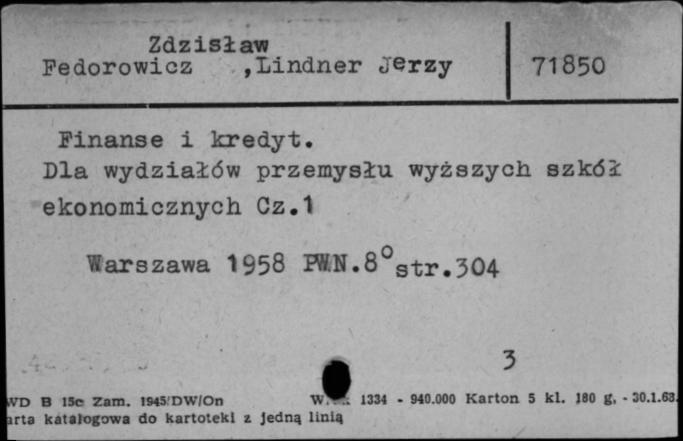 Zdzisław
Fedorowicz ,Lindner Jerzy 71850
Finanse i kredyt.
Dla wydziałów przemysłu wyższych szkół
ekonomicznych Cz.1
Warszawa 1958 PWN.8° str.304
3
WD B 15c Zam. 1945/DW/On 1334 - 940.000 Karton 5 kl. 180 g. - 30.1.63.
arta katalogowa do kartoteki z jedną linią